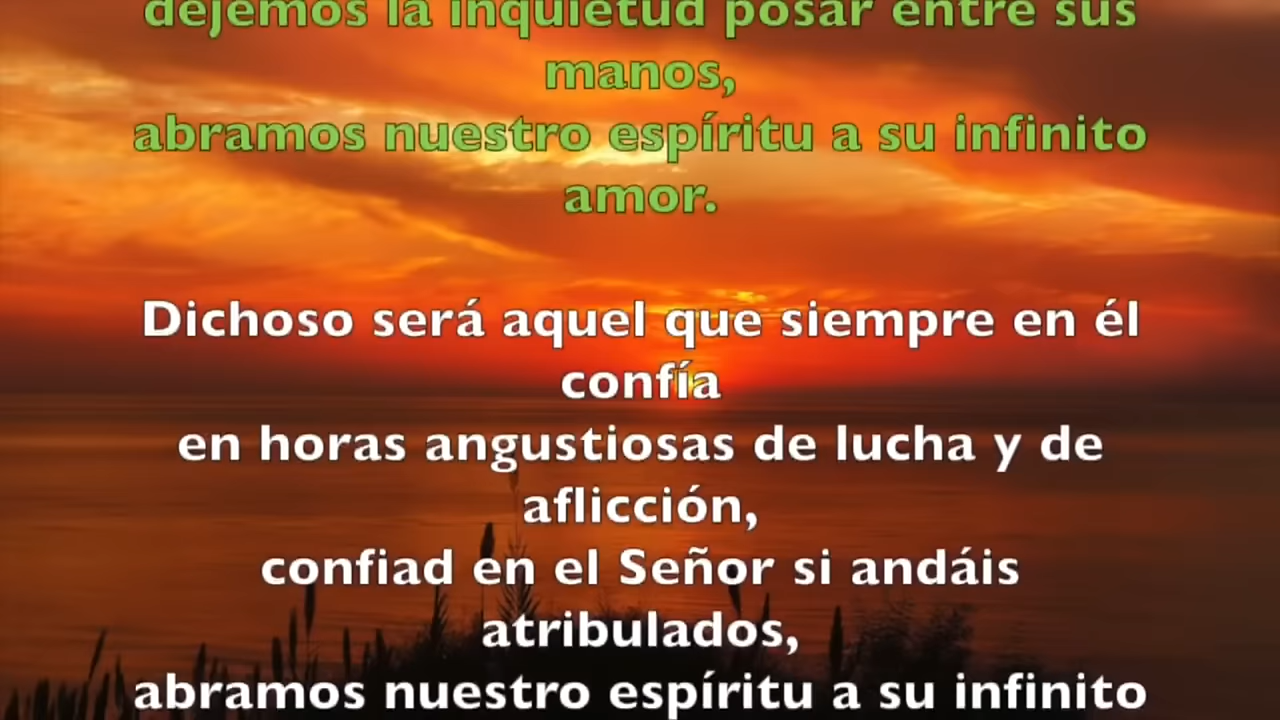 dejemos la inquietud posar entre sus
manos,
abramos nuestro espíritu a su infinito
amor.
Dichoso será aquel que siempre en él
confía
en horas angustiosas de lucha y de
aflicción,
confiad en el Señor si andáis
atribulados,
abramos nuestro espíritu a su infinito